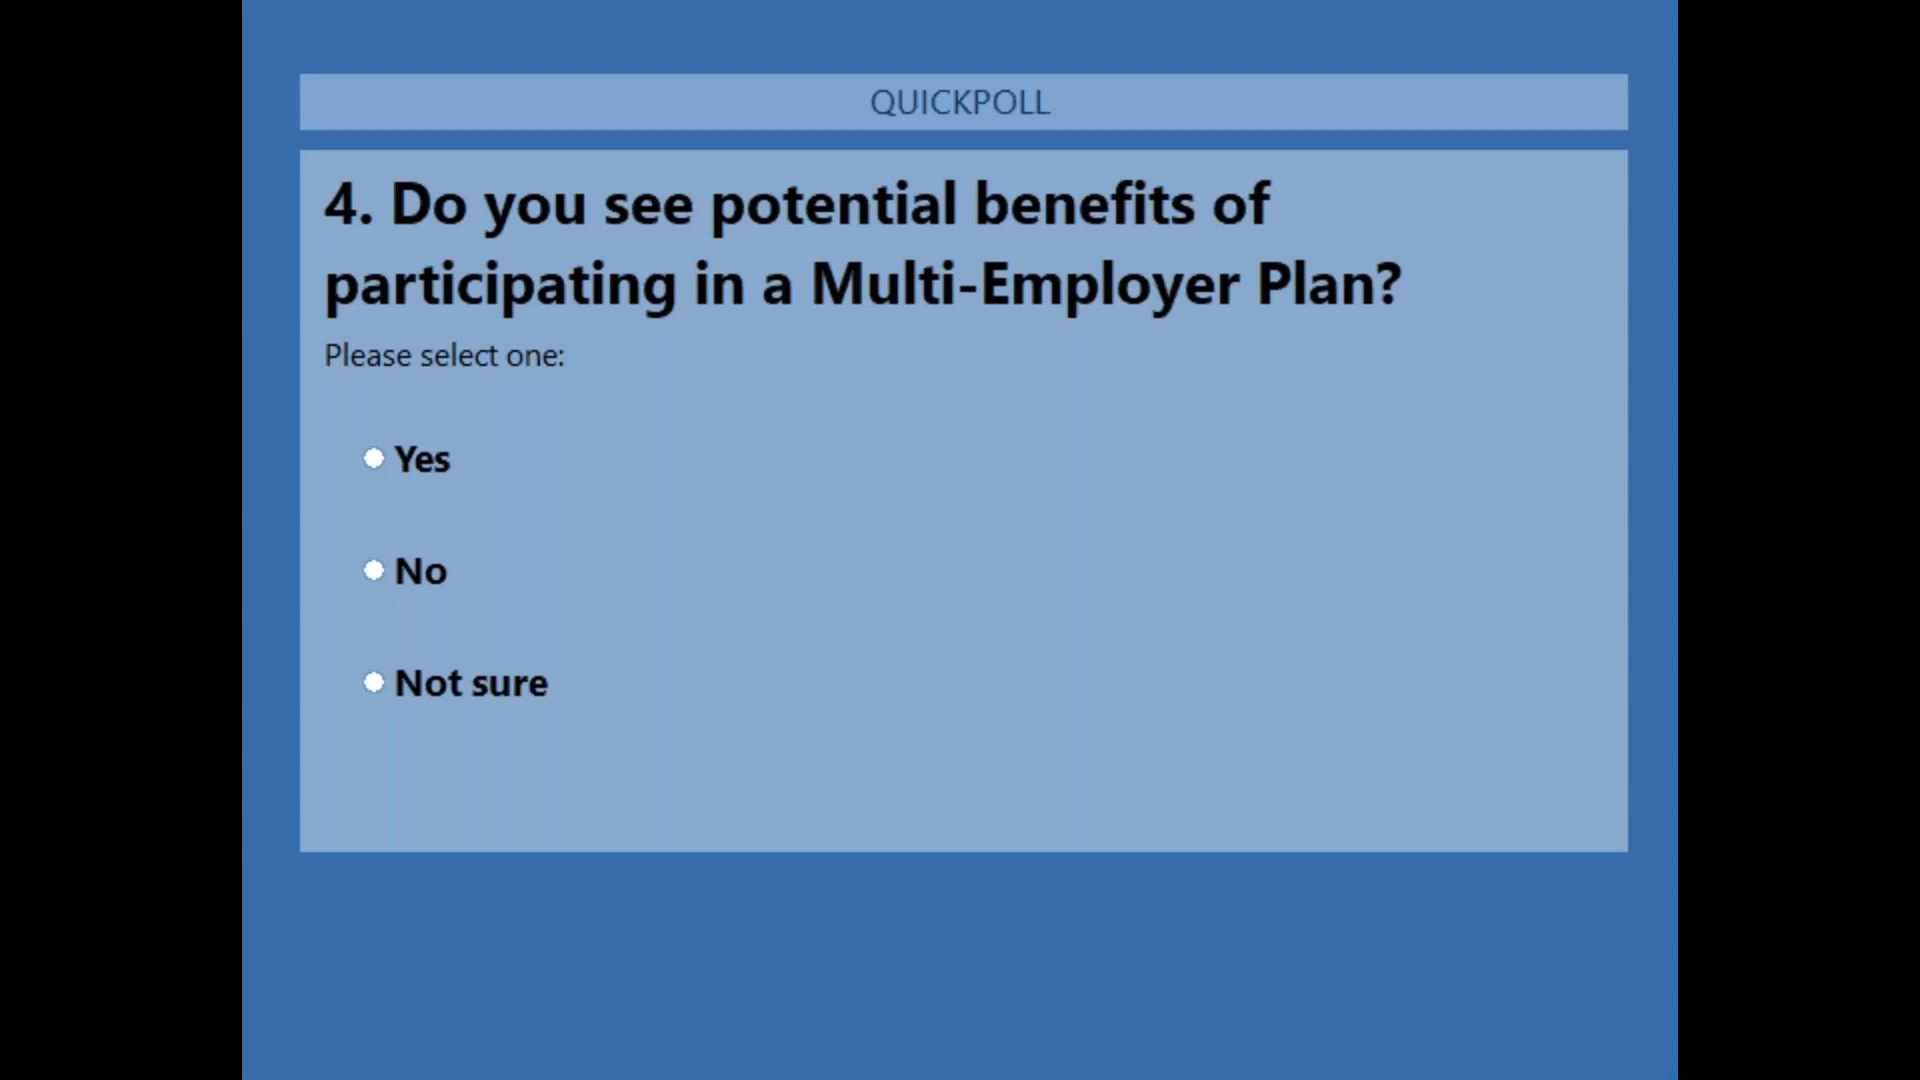 QUICKPOLL
4. Do you see potential benefits of
participating in a Multi-Employer Plan?
Please select one:
Yes
No
Not sure